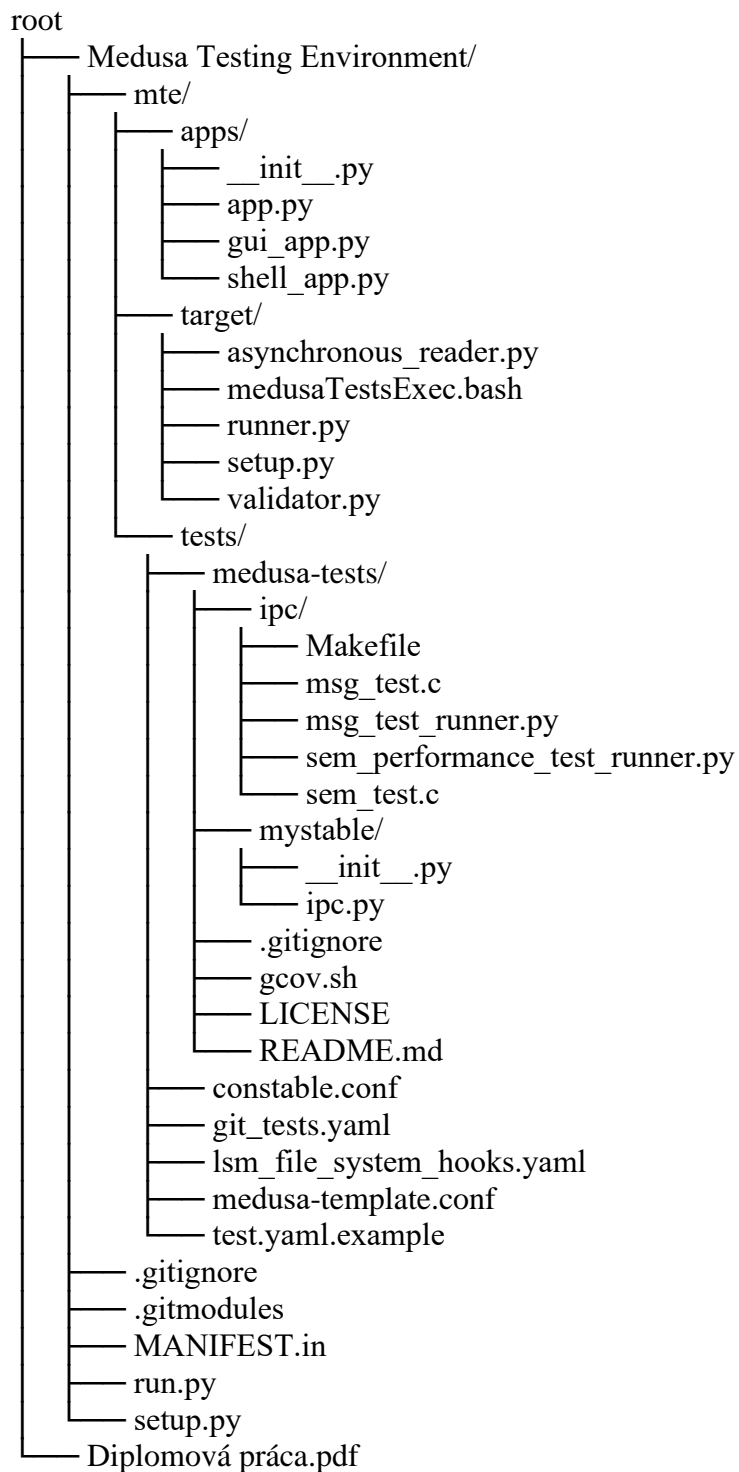 root
Medusa Testing Environment/
mte/
apps/
__init__.py
app.py
gui_app.py
shell_app.py
target/
asynchronous_reader.py
medusaTestsExec.bash
runner.py
setup.py
validator.py
tests/
medusa-tests/
ipc/
Makefile
msg_test.c
msg_test_runner.py
sem_performance_test_runner.py
sem_test.c
mystable/
__init__.py
ipc.py
.gitignore
gcov.sh
LICENSE
README.md
constable.conf
git_tests.yaml
lsm_file_system_hooks.yaml
medusa-template.conf
test.yaml.example
.gitignore
.gitmodules
MANIFEST.in
run.py
setup.py
Diplomová práca.pdf